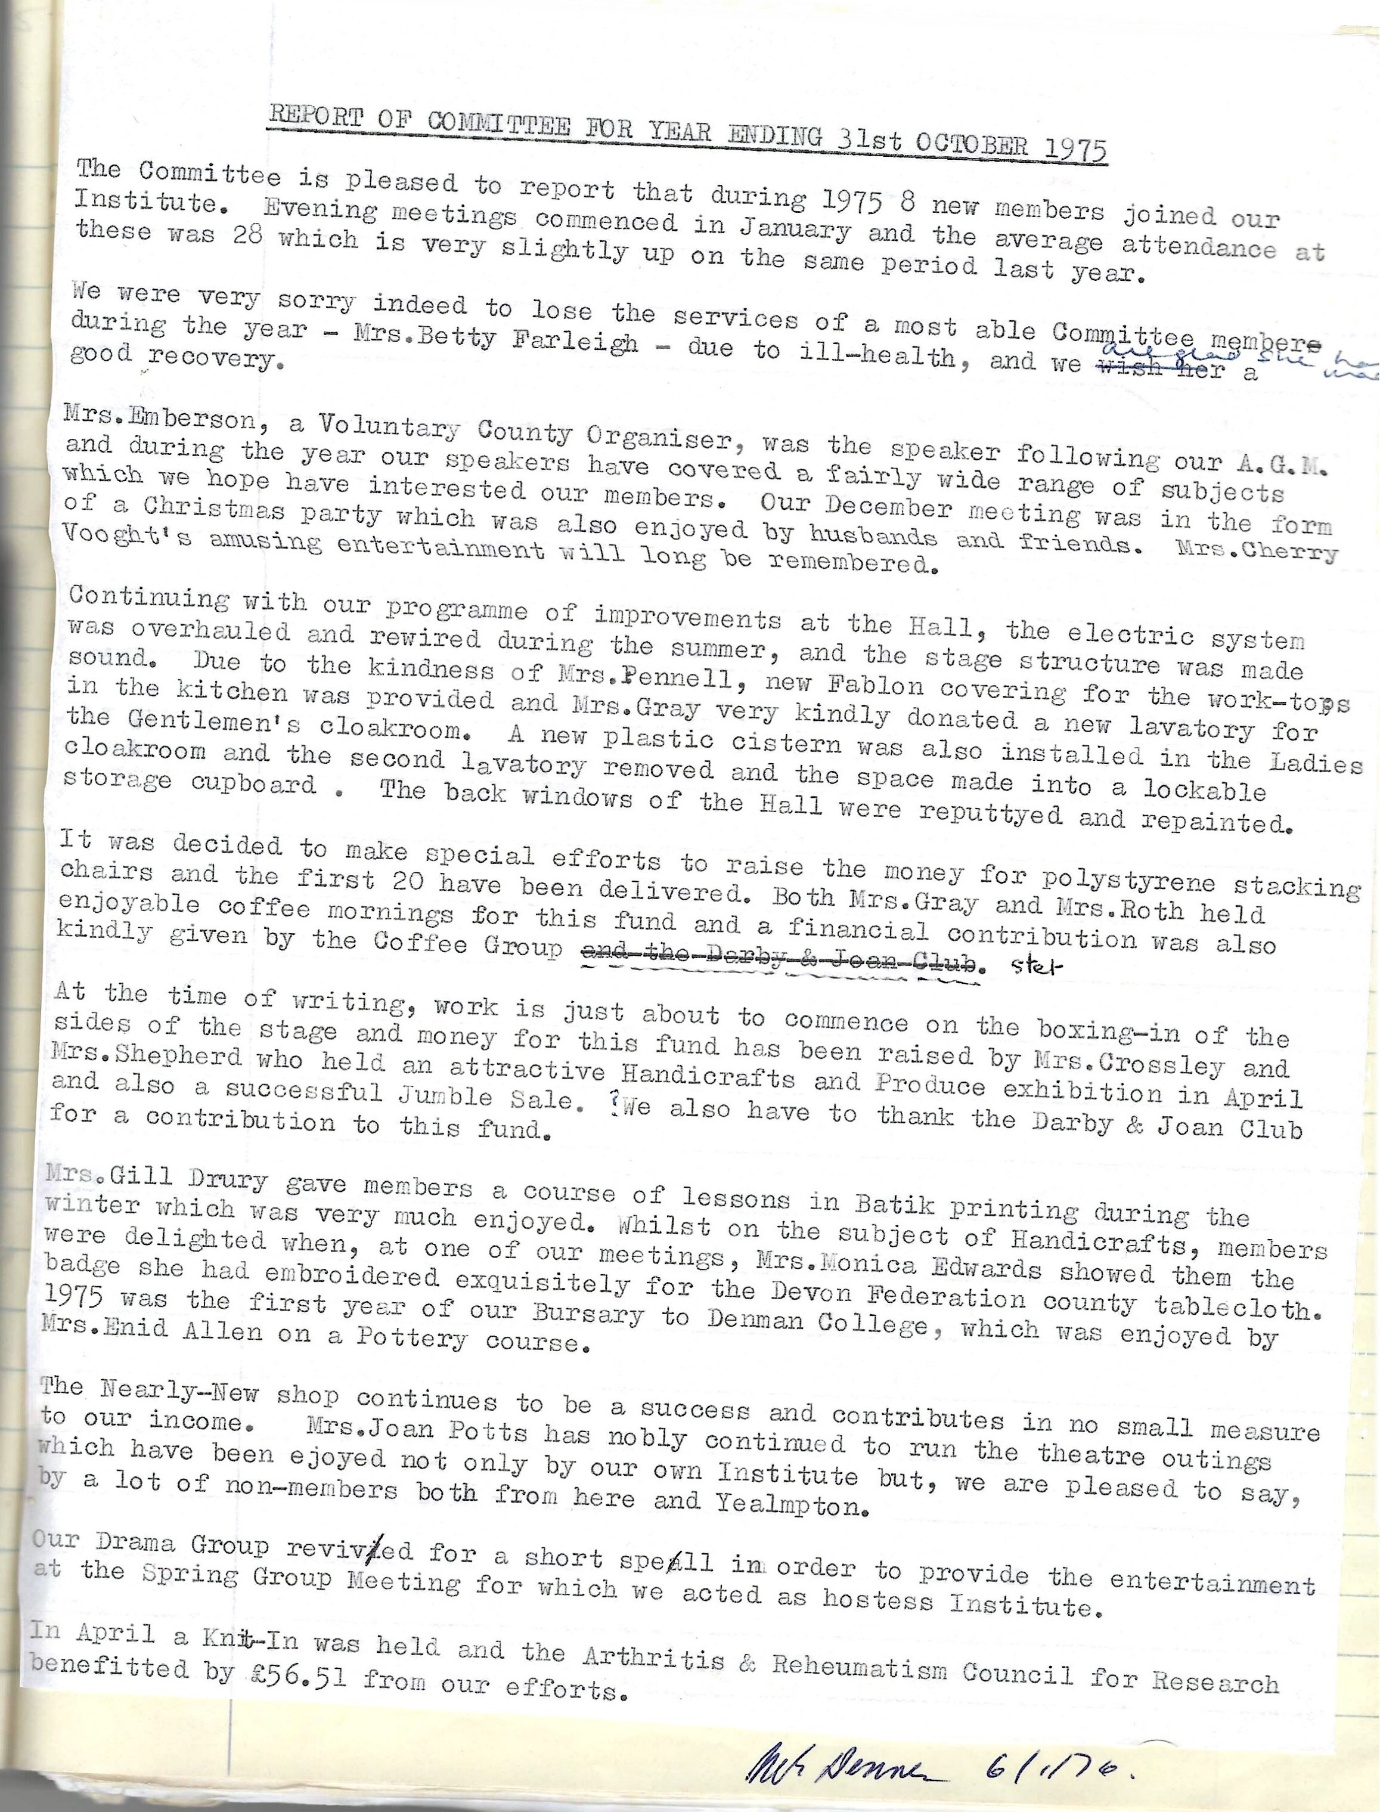 REPORT OF COMMITTEE FOR YEAR ENDING 31st OCTOBER 1975
The Committee is pleased to report that during 1975 8 new members joined our
Institute. Evening meetings commenced in January and the average attendance at
these was 28 which is very slightly up on the same period last year.
We were very sorry indeed to lose the services of a most able Committee members
during the year - Mrs.Betty Farleigh - due to ill-health, and we wish her a
are glad she has
good recovery.
Mrs.Emberson, a Voluntary County Organiser, was the speaker following our A.G.M.
and during the year our speakers have covered a fairly wide range of subjects
which we hope have interested our members. Our December meeting was in the form
of a Christmas party which was also enjoyed by husbands and friends. Mrs.Cherry
Vooght's amusing entertainment will long be remembered.
Continuing with our programme of improvements at the Hall, the electric system
was overhauled and rewired during the summer, and the stage structure was made
sound. Due to the kindness of Mrs.Pennell, new Fablon covering for the work-tops
in the kitchen was provided and Mrs.Gray very kindly donated a new lavatory for
the Gentlemen's cloakroom. A new plastic cistern was also installed in the Ladies
cloakroom and the second lavatory removed and the space made into a lockable
storage cupboard . The back windows of the Hall were reputtyed and repainted.
It was decided to make special efforts to raise the money for polystyrene stacking
chairs and the first 20 have been delivered. Both Mrs.Gray and Mrs.Roth held
enjoyable coffee mornings for this fund and a financial contribution was also
kindly given by the Coffee Group and the Darby & Joan Club. stet
At the time of writing, work is just about to commence on the boxing-in of the
sides of the stage and money for this fund has been raised by Mrs.Crossley and
Mrs.Shepherd who held an attractive Handicrafts and Produce exhibition in April
and also a successful Jumble Sale. ?We also have to thank the Darby & Joan Club
for a contribution to this fund.
Mrs.Gill Drury gave members a course of lessons in Batik printing during the
winter which was very much enjoyed. Whilst on the subject of Handicrafts, members
were delighted when, at one of our meetings, Mrs.Monica Edwards showed them the
badge she had embroidered exquisitely for the Devon Federation county tablecloth.
1975 was the first year of our Bursary to Denman College, which was enjoyed by
Mrs.Enid Allen on a Pottery course.
The Nearly-New shop continues to be a success and contributes in no small measure
to our income. Mrs.Joan Potts has nobly continued to run the theatre outings
which have been ejoyed not only by our own Institute but, we are pleased to say,
by a lot of non-members both from here and Yealmpton.
Our Drama Group revived for a short spell in order to provide the entertainment
at the Spring Group Meeting for which we acted as hostess Institute.
In April a Knit-In was held and the Arthritis & Reheumatism Council for Research
benefitted by £56.51 from our efforts.
6/1/76.